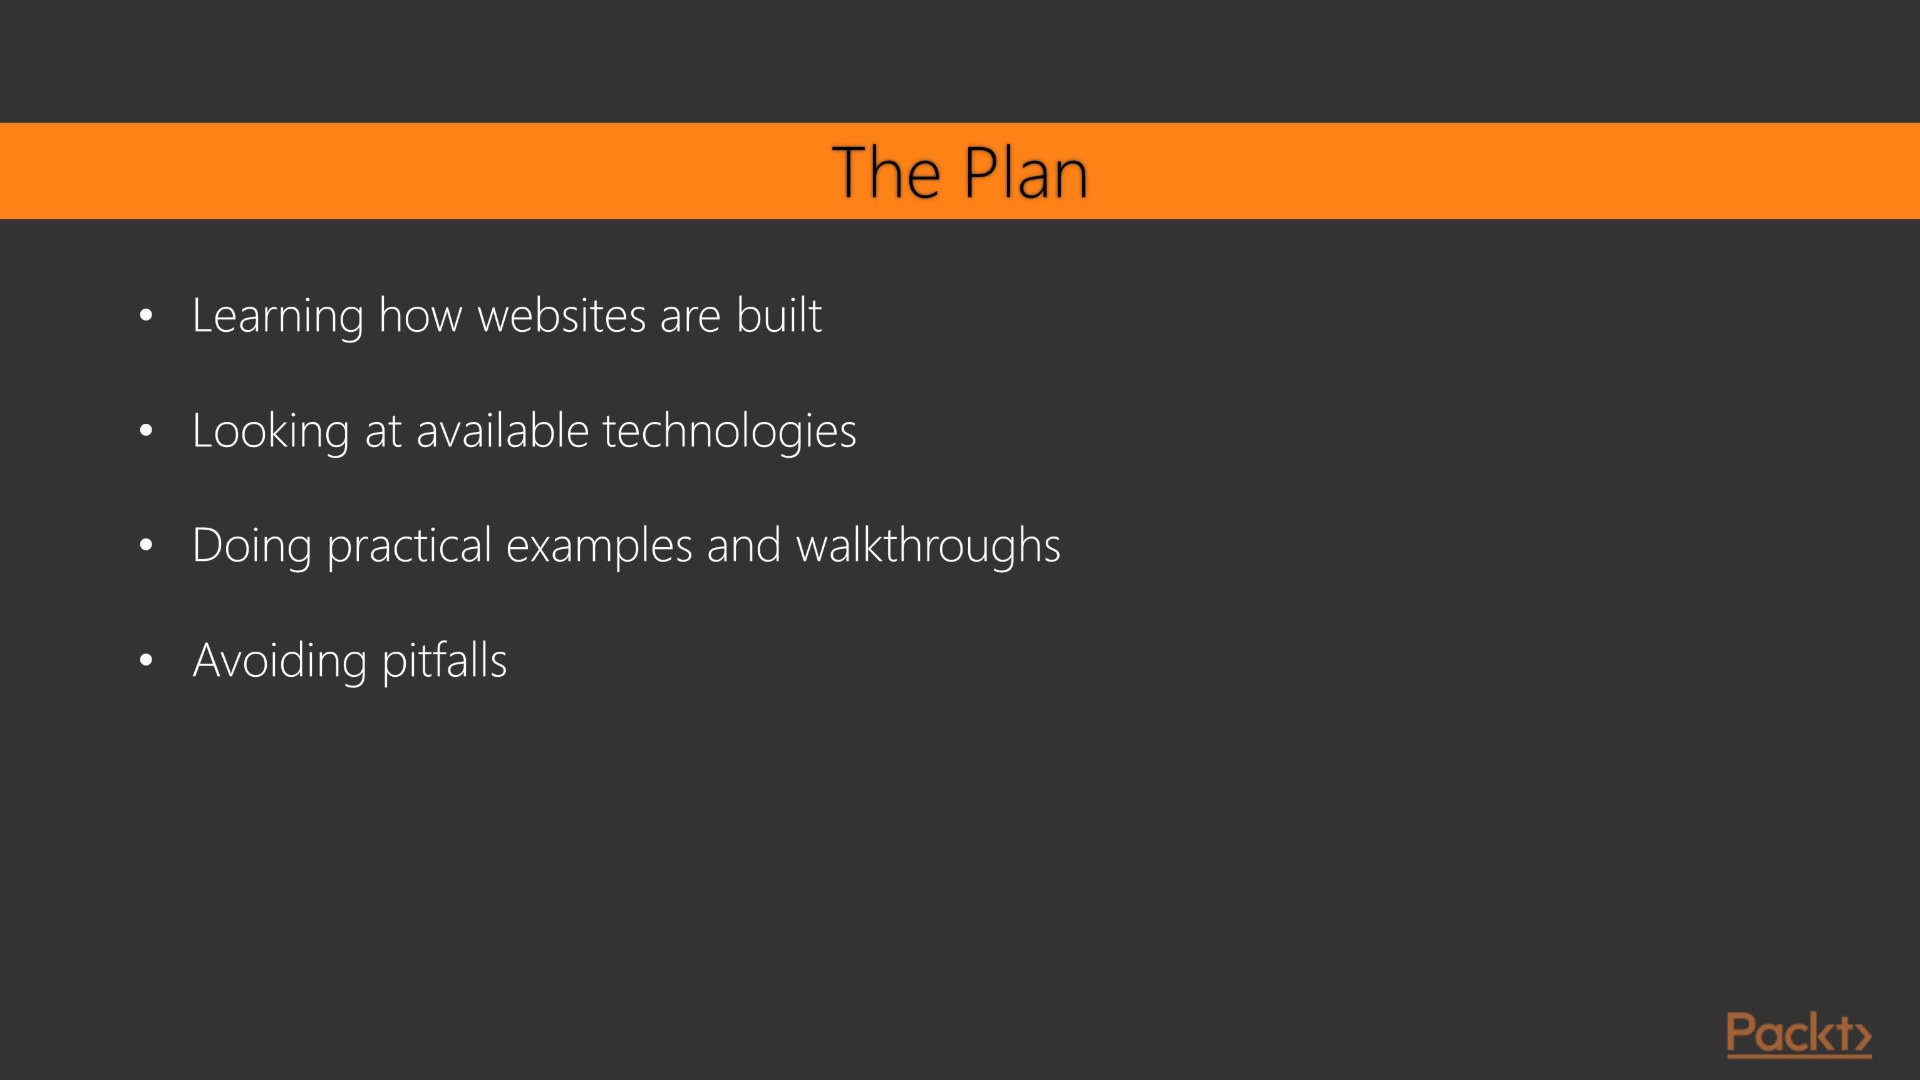 The Plan
• Learning how websites are built
• Looking at available technologies
• Doing practical examples and walkthroughs
• Avoiding pitfalls
Packt>